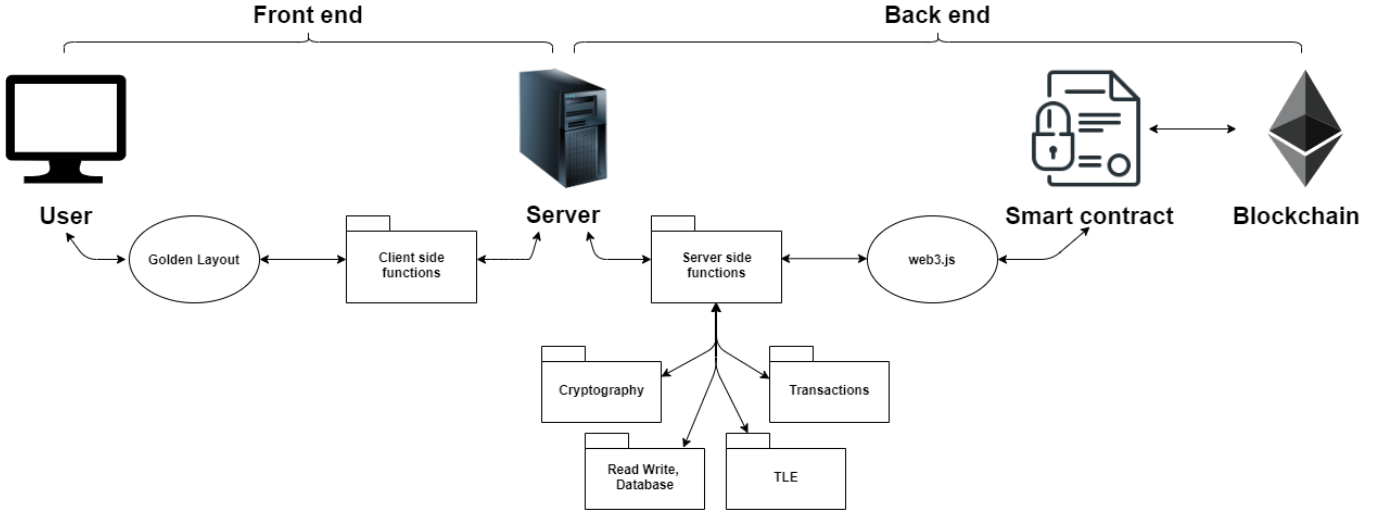 Front end
Back end
User
Server
Smart contract
Blockchain
Golden Layout
Client side
functions
Server side
functions
web3.js
Cryptography
Transactions
Read Write,
Database
TLE